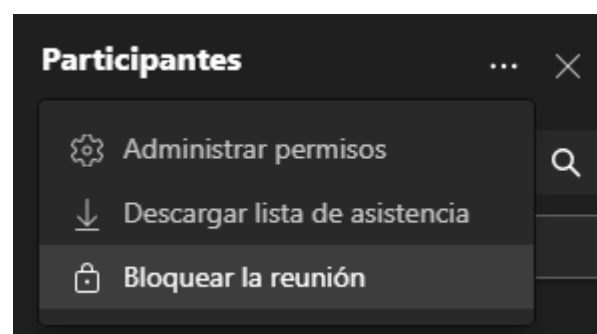 Participantes
Administrar permisos
Descargar lista de asistencia
Bloquear la reunión